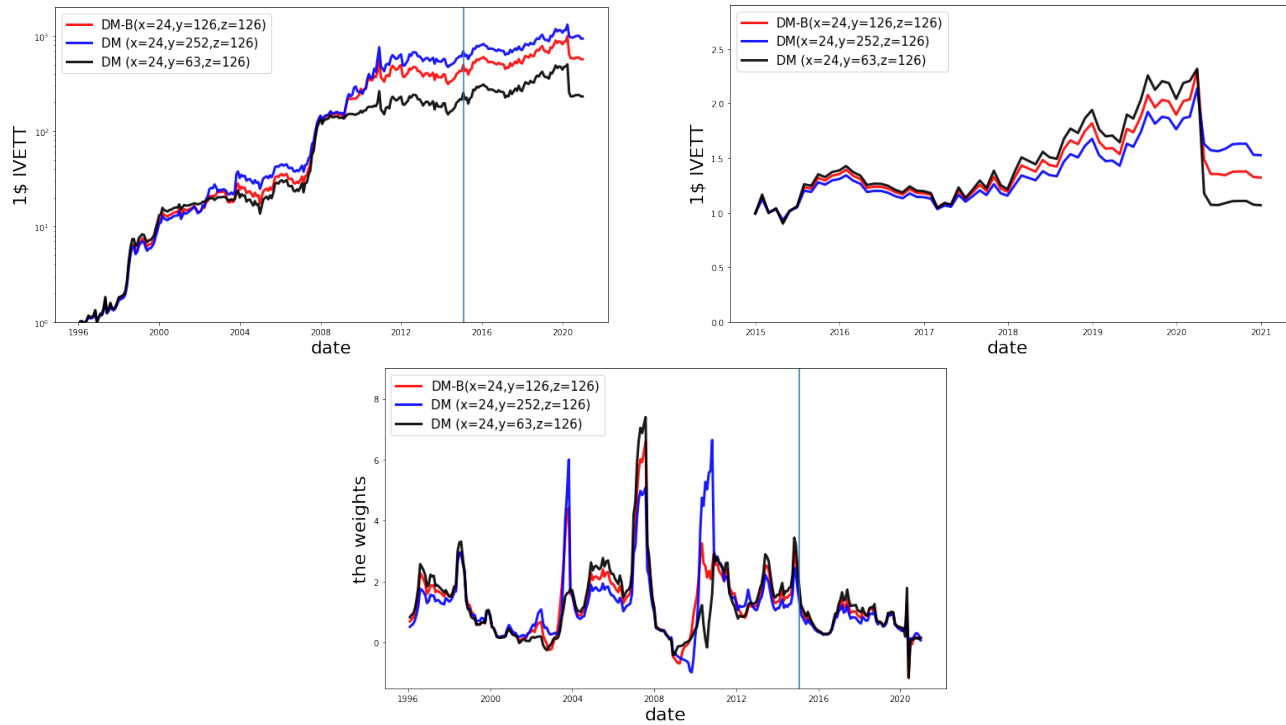 DM-B(x=24,y=126,z=126)
DM (x=24,y=252,z=126)
DM (x=24,y=63,z=126)
1$ IVETT
10³
10²
10¹
10⁰
1996
2000
2004
2008
2012
2016
2020
date
DM-B(x=24,y=126,z=126)
DM(x=24,y=252,z=126)
DM (x=24,y=63,z=126)
1$ IVETT
2.5
2.0
1.5
1.0
0.5
0.0
2015
2016
2017
2018
2019
2020
2021
date
DM-B(x=24,y=126,z=126)
DM (x=24,y=252,z=126)
DM (x=24,y=63,z=126)
the weights
8
6
4
2
0
1996
2000
2004
2008
2012
2016
2020
date